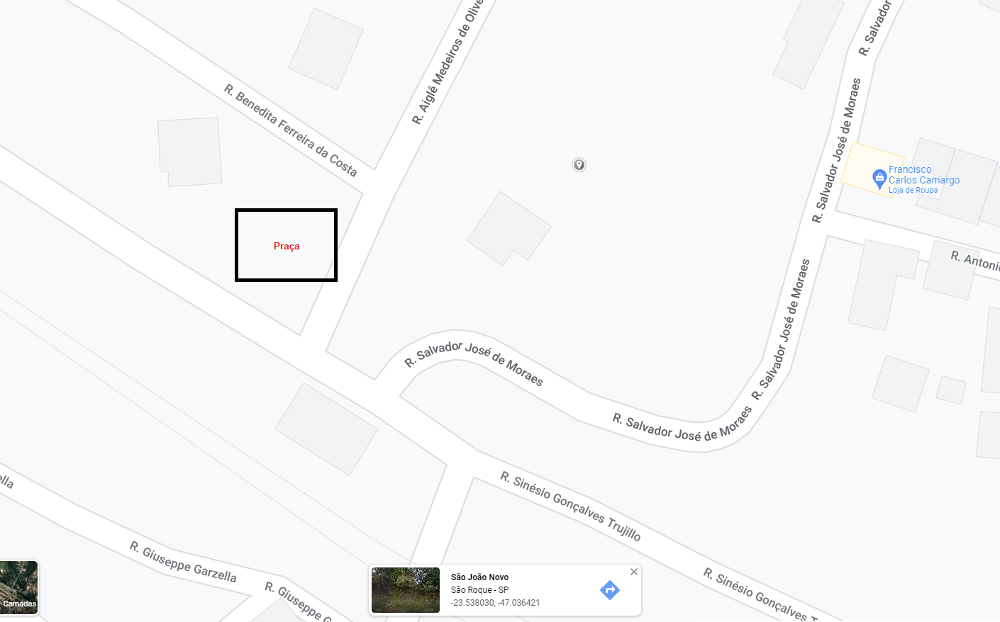 R. Aiglê Medeiros de Olive
R. Salvador
R. Benedita Ferreira da Costa
R. Salvador José de Moraes
Francisco
Carlos Camargo
Loja de Roupa
Praça
R. Antonio
R. Salvador José de Moraes
R. Salvador José de Moraes
R. Salvador José de Moraes
R. Sinésio Gonçalves Trujillo
ella
R. Giuseppe Garzella
R. Giuseppe G
R. Sinésio Gonçalves T
Camadas
São João Novo
São Roque - SP
-23.538030, -47.036421